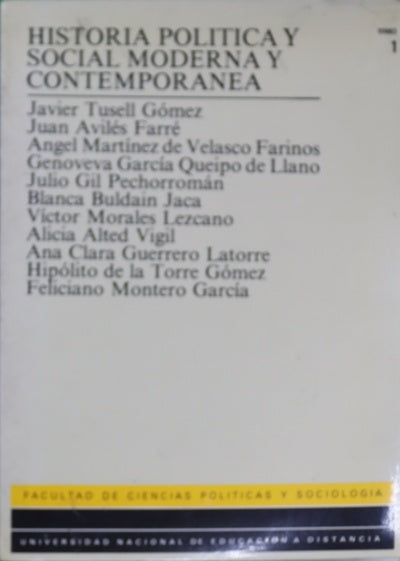 HISTORIA POLITICA Y
SOCIAL MODERNA Y
CONTEMPORANEA
TOMO
1
Javier Tusell Gómez
Juan Avilés Farré
Angel Martínez de Velasco Farinos
Genoveva García Queipo de Llano
Julio Gil Pechorromán
Blanca Buldain Jaca
Víctor Morales Lezcano
Alicia Alted Vigil
Ana Clara Guerrero Latorre
Hipólito de la Torre Gómez
Feliciano Montero García
FACULTAD DE CIENCIAS POLITICAS Y SOCIOLOGIA
UNIVERSIDAD NACIONAL DE EDUCACION A DISTANCIA